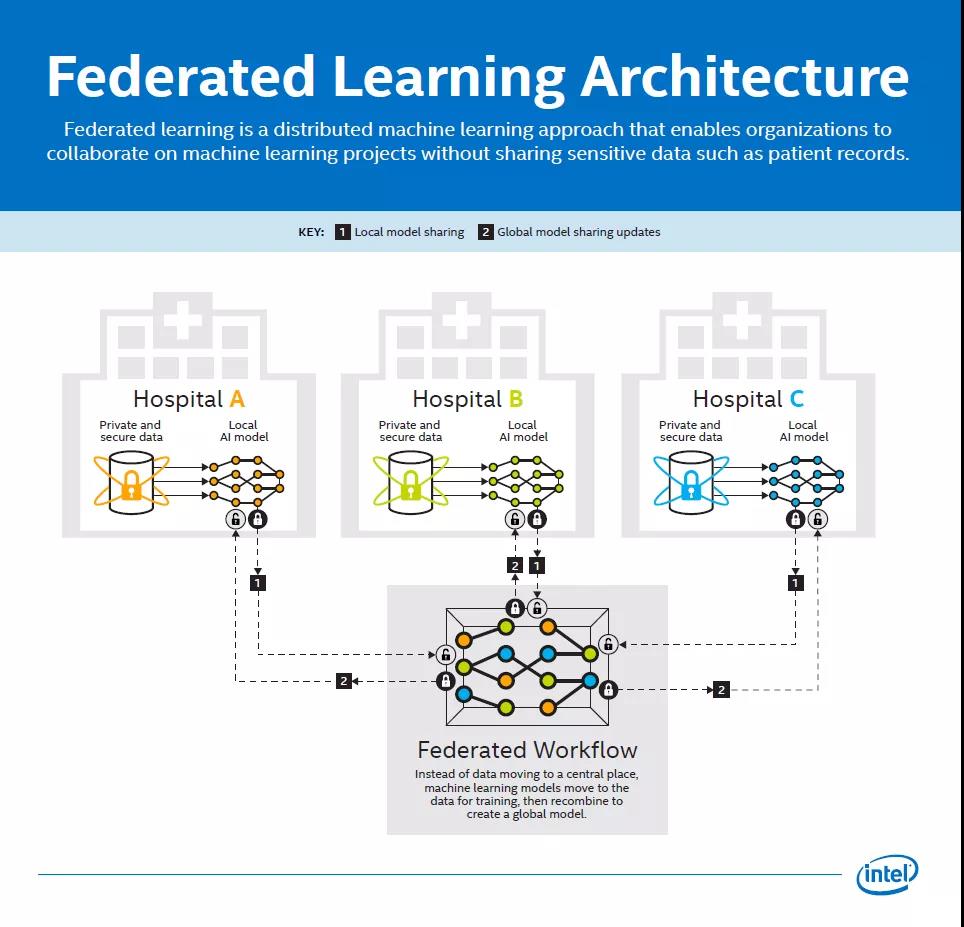 Federated Learning Architecture
Federated learning is a distributed machine learning approach that enables organizations to
collaborate on machine learning projects without sharing sensitive data such as patient records.
KEY: 1 Local model sharing 2 Global model sharing updates
Hospital A
Private and
secure data
Local
AI model
Hospital B
Private and
secure data
Local
AI model
Hospital C
Private and
secure data
Local
AI model
2
1
1
1
2
2
Federated Workflow
Instead of data moving to a central place,
machine learning models move to the
data for training, then recombine to
create a global model.
intel